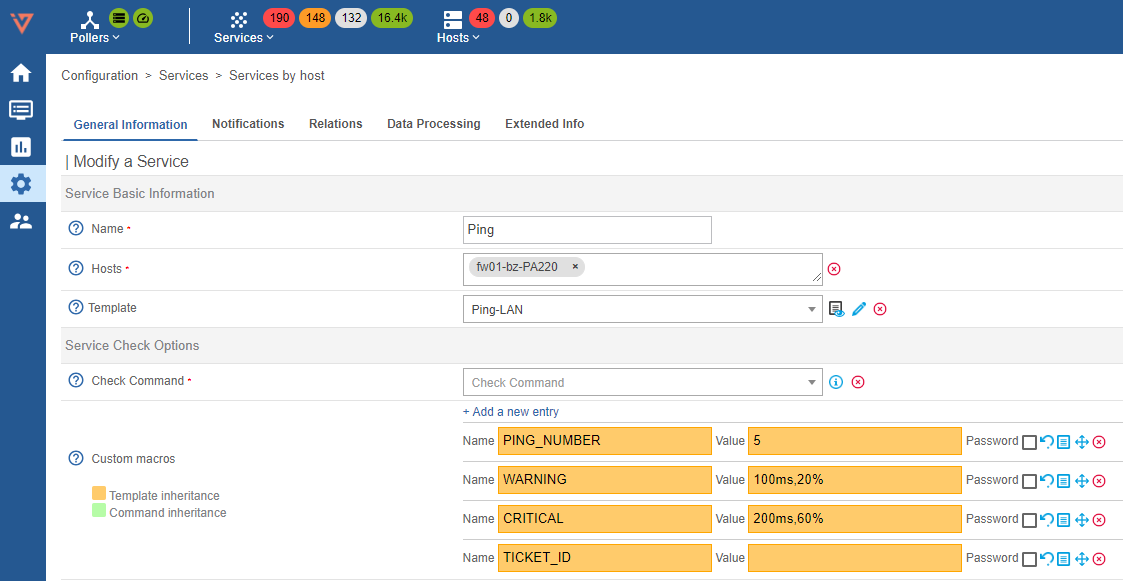 190 148 132 16.4k 48 0 1.8k
Pollers Services Hosts
Configuration > Services > Services by host
General Information Notifications Relations Data Processing Extended Info
| Modify a Service
Service Basic Information
? Name * Ping
? Hosts * fw01-bz-PA220 ×
? Template Ping-LAN
Service Check Options
? Check Command * Check Command
+ Add a new entry
Name PING_NUMBER Value 5 Password
? Custom macros
Name WARNING Value 100ms,20% Password
Template inheritance
Command inheritance
Name CRITICAL Value 200ms,60% Password
Name TICKET_ID Value Password